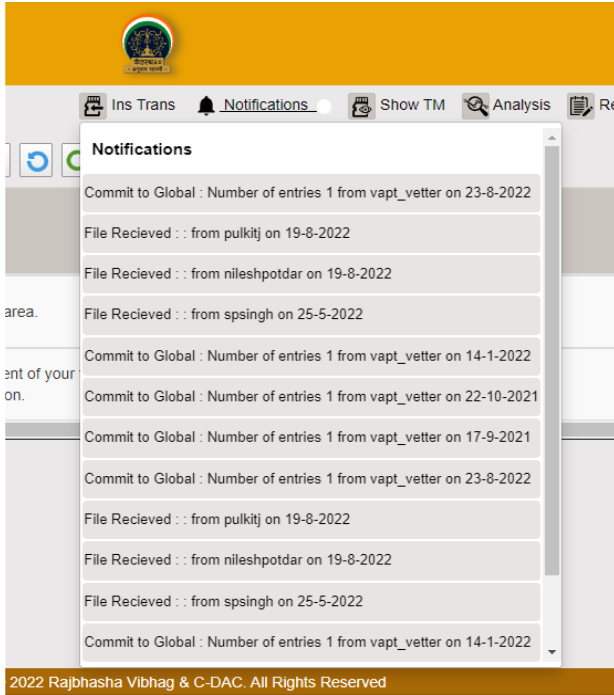 कंठस्थ 2.0
Ins Trans Notifications Show TM Analysis Re
Notifications
Commit to Global : Number of entries 1 from vapt_vetter on 23-8-2022
File Recieved : : from pulkitj on 19-8-2022
File Recieved : : from nileshpotdar on 19-8-2022
area.
File Recieved : : from spsingh on 25-5-2022
Commit to Global : Number of entries 1 from vapt_vetter on 14-1-2022
ent of your
on.
Commit to Global : Number of entries 1 from vapt_vetter on 22-10-2021
Commit to Global : Number of entries 1 from vapt_vetter on 17-9-2021
Commit to Global : Number of entries 1 from vapt_vetter on 23-8-2022
File Recieved : : from pulkitj on 19-8-2022
File Recieved : : from nileshpotdar on 19-8-2022
File Recieved : : from spsingh on 25-5-2022
Commit to Global : Number of entries 1 from vapt_vetter on 14-1-2022
2022 Rajbhasha Vibhag & C-DAC. All Rights Reserved